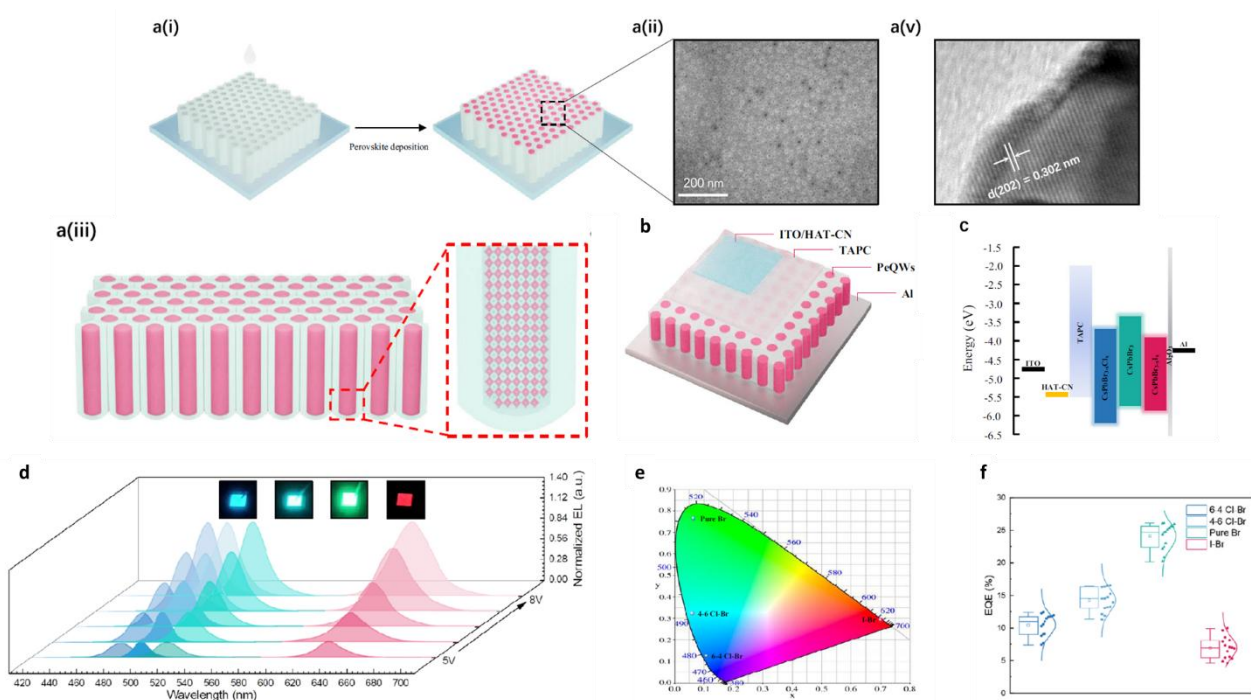 a(i)
a(ii)
a(v)
Perovskite deposition
200 nm
d(202) = 0.302 nm
a(iii)
b
ITO/HAT-CN
TAPC
PeQWs
Al
c
Energy (eV)
-1.5
-2.0
-2.5
-3.0
-3.5
-4.0
-4.5
-5.0
-5.5
-6.0
-6.5
ITO
HAT-CN
TAPC
CsPbBr₃
Al₂O₃
Al
d
Normalized EL (a.u.)
1.40
1.12
0.84
0.56
0.28
0.00
8V
5V
420 440 460 480 500 520 540 560 580 600 620 640 660 680 700
Wavelength (nm)
e
0.9
0.8
0.7
0.6
0.5
0.4
0.3
0.2
0.1
0.0
0.0 0.1 0.2 0.3 0.4 0.5 0.6 0.7 0.8
x
520
540
560
580
600
620
700
500
490
480
470
460
380
Pure Br
4-6 Cl-Br
6-4 Cl-Br
I-Br
f
EQE (%)
30
25
20
15
10
5
0
6-4 Cl-Br
4-6 Cl-Br
Pure Br
I-Br